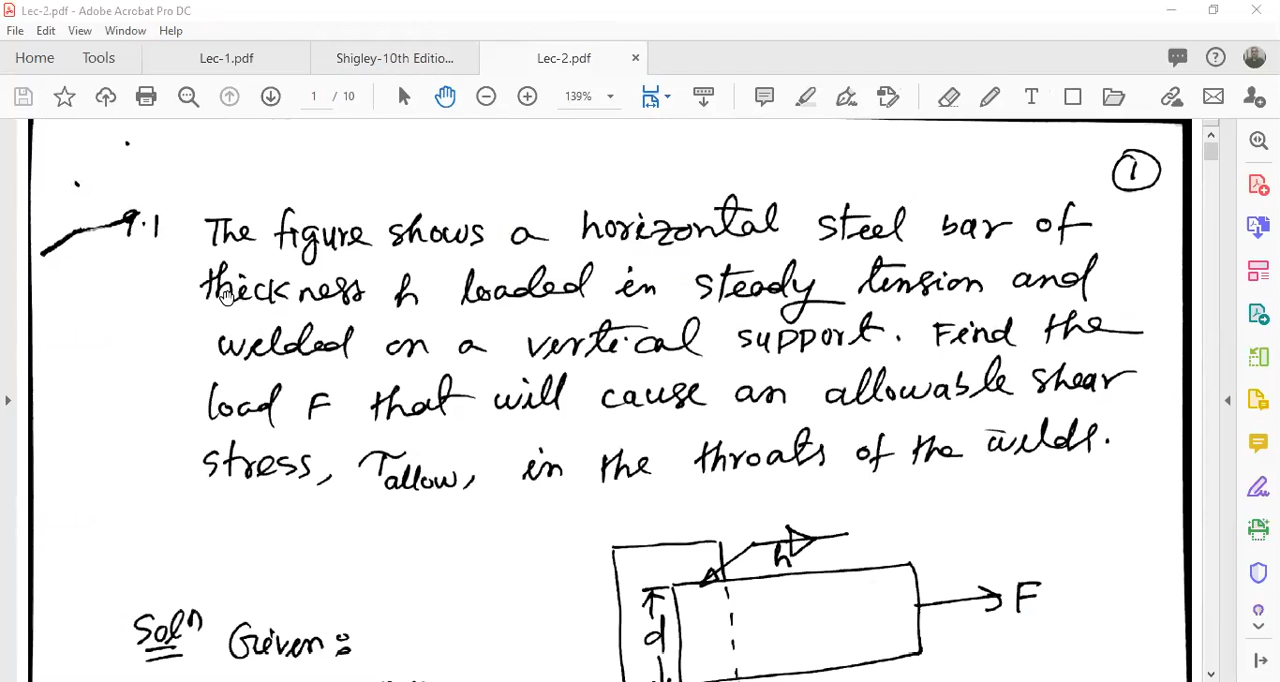 Lec-2.pdf - Adobe Acrobat Pro DC
File Edit View Window Help
Home Tools Lec-1.pdf Shigley-10th Editio... Lec-2.pdf ×
1 / 10 139%
1
9.1 The figure shows a horizontal steel bar of
thickness h loaded in steady tension and
welded on a vertical support. Find the
load F that will cause an allowable shear
stress, τallow, in the throats of the welds.
h
F
d
Soln Given: